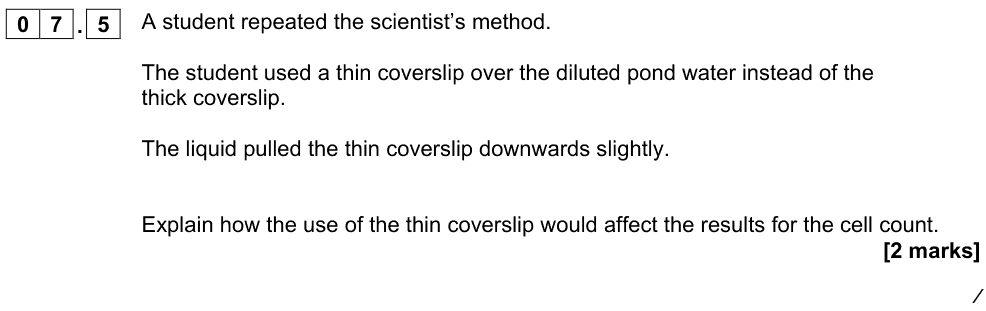 07.5 A student repeated the scientist's method.
The student used a thin coverslip over the diluted pond water instead of the
thick coverslip.
The liquid pulled the thin coverslip downwards slightly.
Explain how the use of the thin coverslip would affect the results for the cell count.
[2 marks]
/